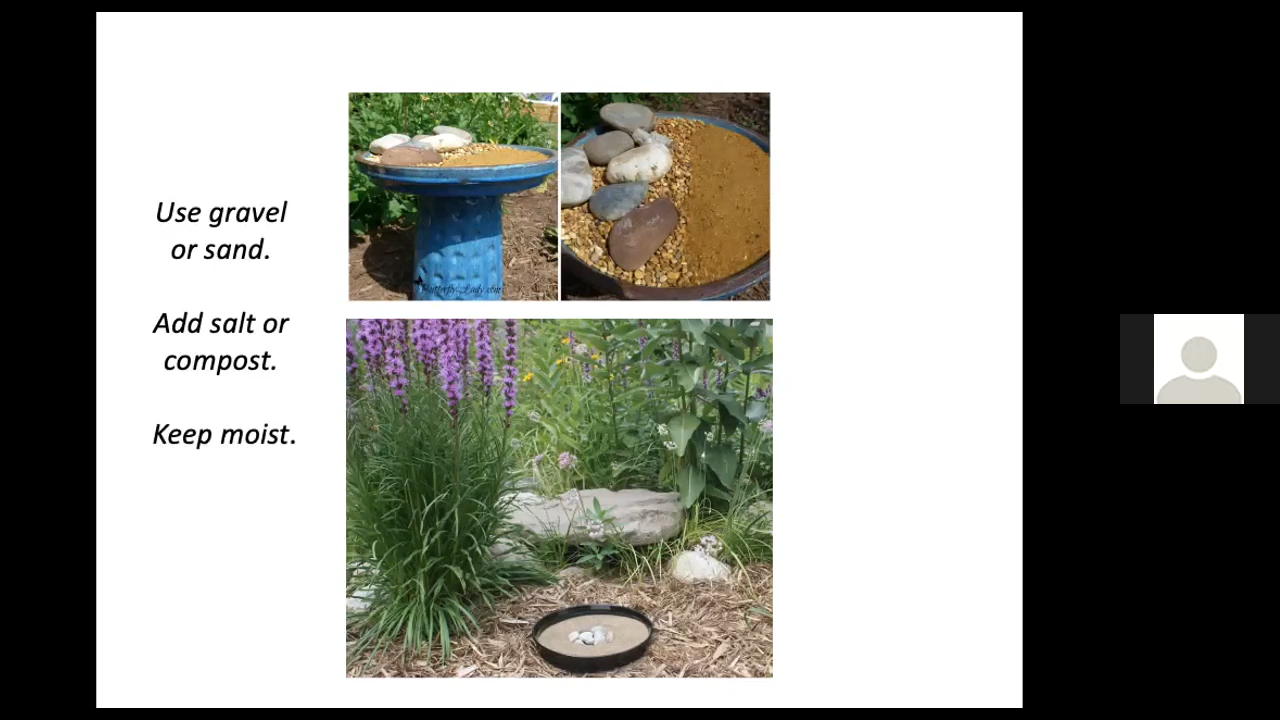 Use gravel
or sand.
Add salt or
compost.
Keep moist.